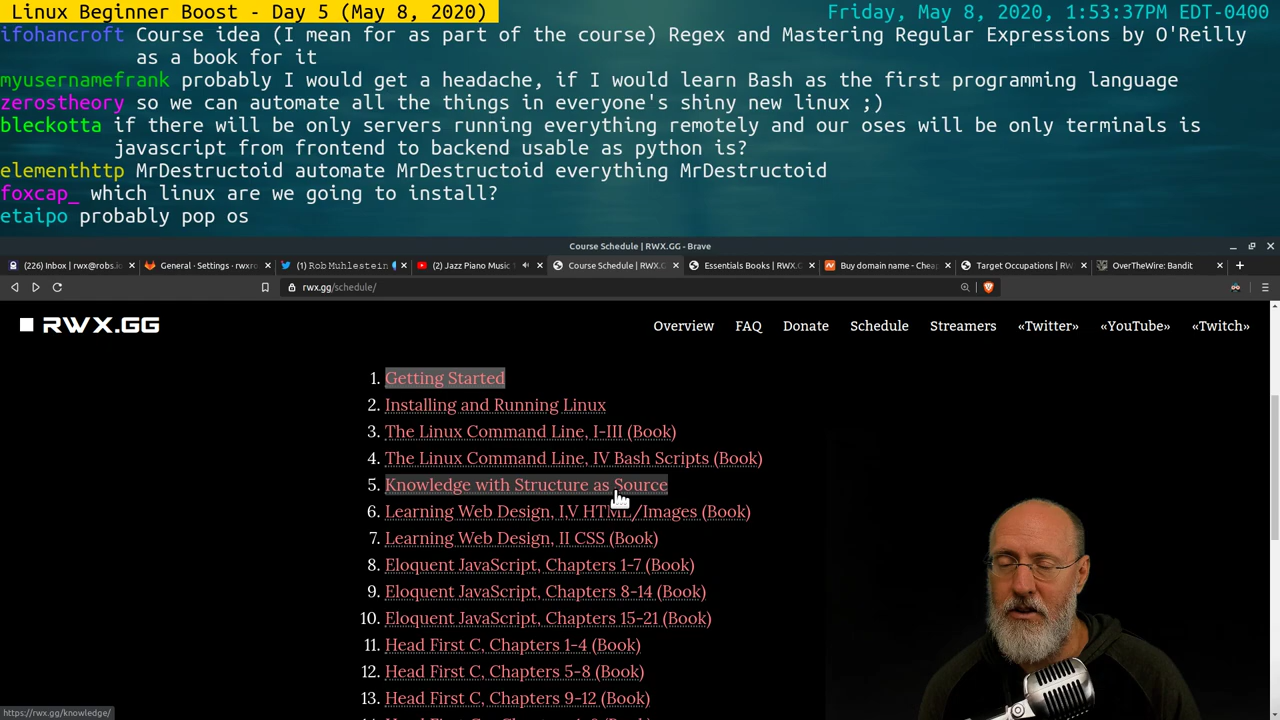 Linux Beginner Boost - Day 5 (May 8, 2020)
Friday, May 8, 2020, 1:53:37PM EDT-0400
ifohancroft Course idea (I mean for as part of the course) Regex and Mastering Regular Expressions by O'Reilly
as a book for it
myusernamefrank probably I would get a headache, if I would learn Bash as the first programming language
zerostheory so we can automate all the things in everyone's shiny new linux ;)
bleckotta if there will be only servers running everything remotely and our oses will be only terminals is
javascript from frontend to backend usable as python is?
elementhttp MrDestructoid automate MrDestructoid everything MrDestructoid
foxcap_ which linux are we going to install?
etaipo probably pop os
Course Schedule | RWX.GG - Brave
(226) Inbox | rwx@robs.i
General · Settings · rwxr
(1) Rob Muhlestein
(2) Jazz Piano Music
Course Schedule | RWX.G
Essentials Books | RWX.G
Buy domain name - Chea
Target Occupations | RW
OverTheWire: Bandit
rwx.gg/schedule/
RWX.GG
Overview FAQ Donate Schedule Streamers «Twitter» «YouTube» «Twitch»
1. Getting Started
2. Installing and Running Linux
3. The Linux Command Line, I-III (Book)
4. The Linux Command Line, IV Bash Scripts (Book)
5. Knowledge with Structure as Source
6. Learning Web Design, I,V HTML/Images (Book)
7. Learning Web Design, II CSS (Book)
8. Eloquent JavaScript, Chapters 1-7 (Book)
9. Eloquent JavaScript, Chapters 8-14 (Book)
10. Eloquent JavaScript, Chapters 15-21 (Book)
11. Head First C, Chapters 1-4 (Book)
12. Head First C, Chapters 5-8 (Book)
13. Head First C, Chapters 9-12 (Book)
https://rwx.gg/knowledge/